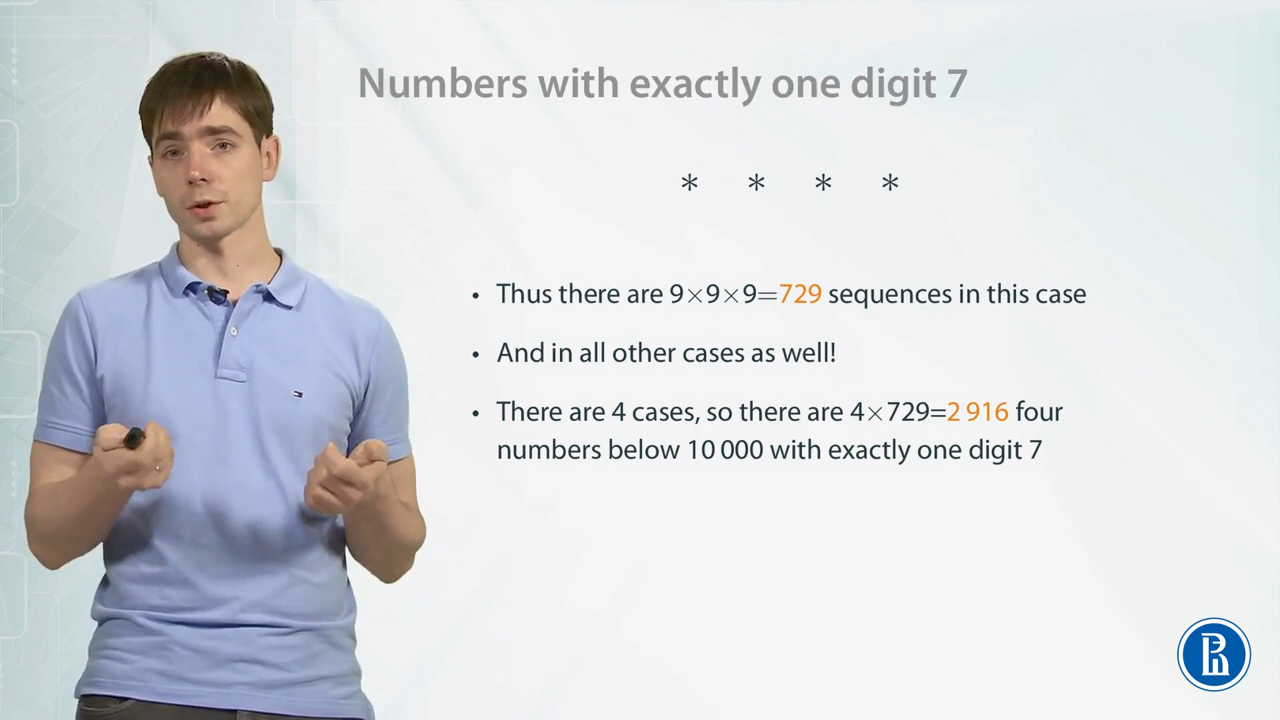 Numbers with exactly one digit 7
* * * *
• Thus there are 9×9×9=729 sequences in this case
• And in all other cases as well!
• There are 4 cases, so there are 4×729=2 916 four
numbers below 10 000 with exactly one digit 7